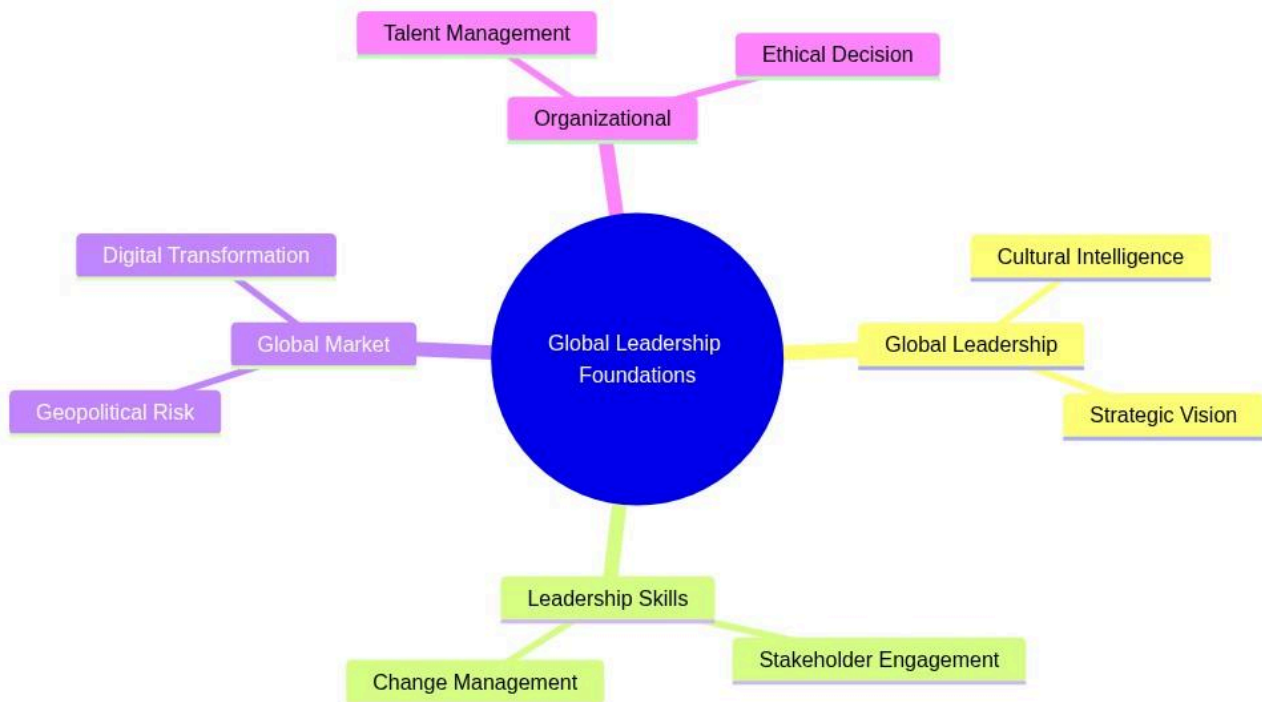 Talent Management
Ethical Decision
Organizational
Digital Transformation
Cultural Intelligence
Global Market
Global Leadership
Foundations
Global Leadership
Geopolitical Risk
Strategic Vision
Leadership Skills
Stakeholder Engagement
Change Management